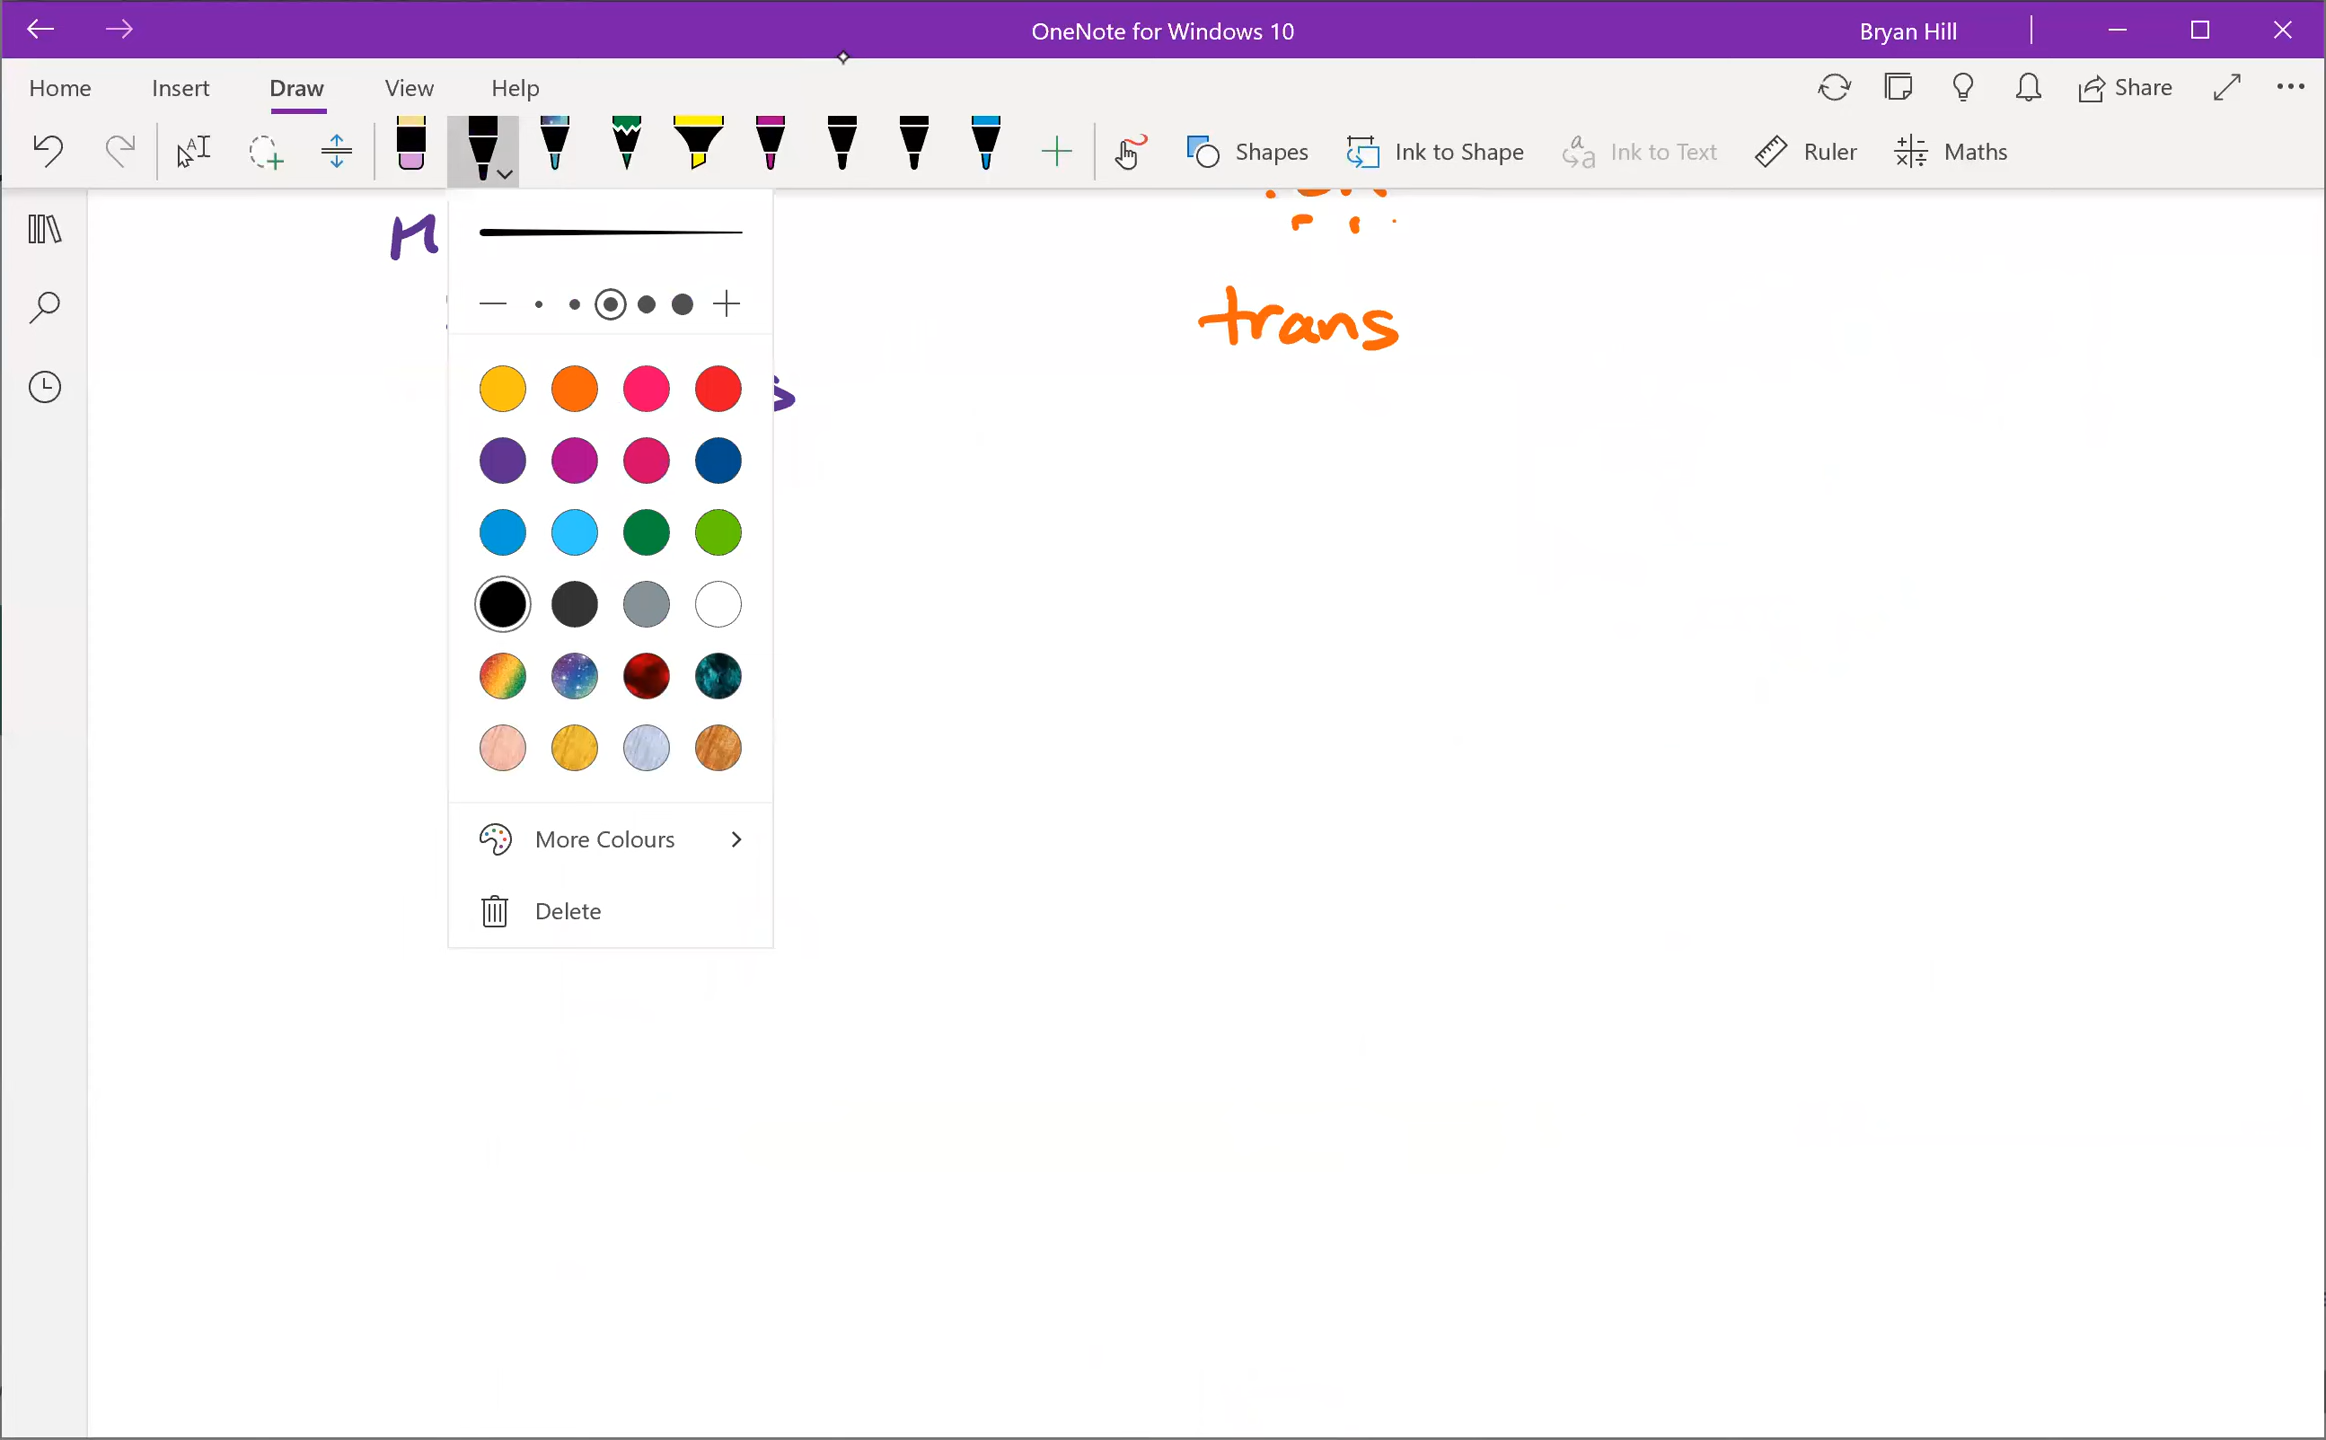 OneNote for Windows 10
Bryan Hill
Home Insert Draw View Help
Share
Shapes Ink to Shape Ink to Text Ruler Maths
trans
More Colours
Delete